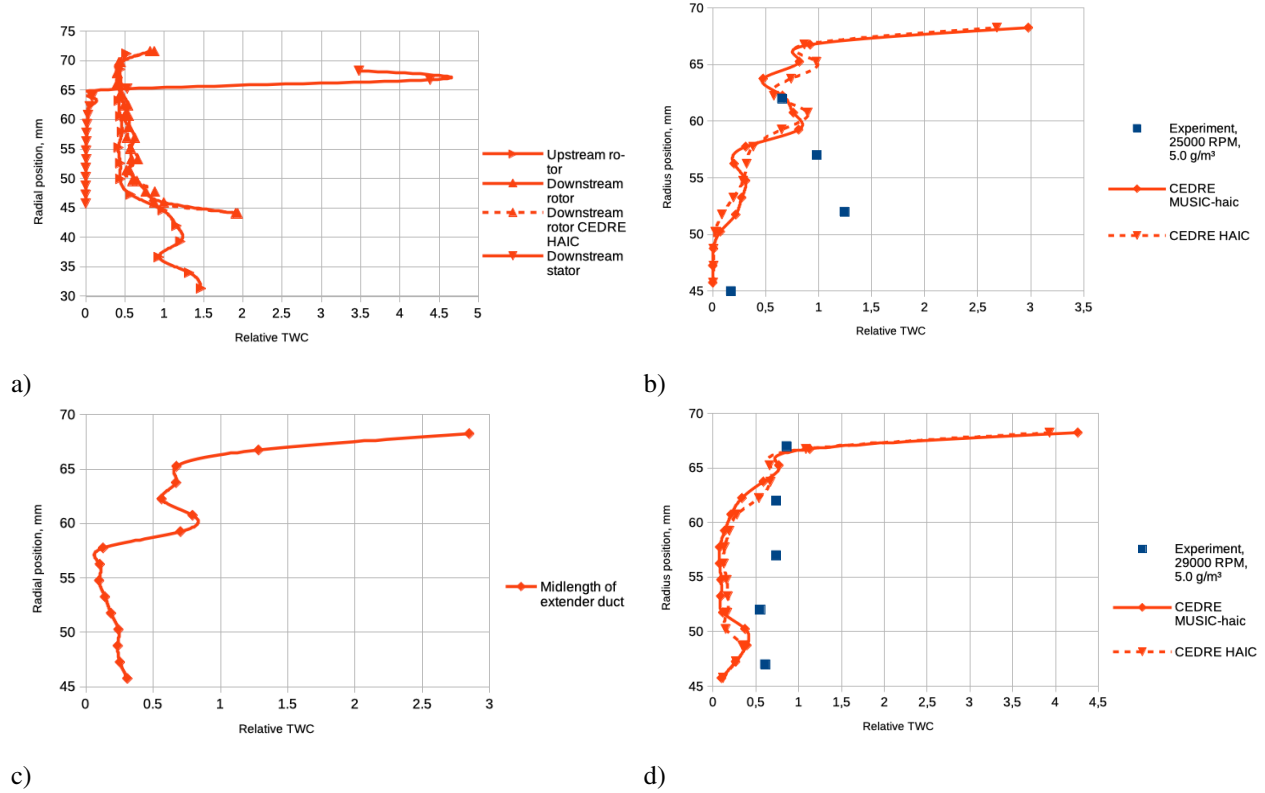 75
70
65
60
55
50
45
40
35
30
0
0.5
1
1.5
2
2.5
3
3.5
4
4.5
5
Radial position, mm
Relative TWC
Upstream ro-
tor
Downstream
rotor
Downstream
rotor CEDRE
HAIC
Downstream
stator
a)
70
65
60
55
50
45
0
0,5
1
1,5
2
2,5
3
3,5
Radius position, mm
Relative TWC
Experiment,
25000 RPM,
5.0 g/m³
CEDRE
MUSIC-haic
CEDRE HAIC
b)
70
65
60
55
50
45
0
0.5
1
1.5
2
2.5
3
Radial position, mm
Relative TWC
Midlength of
extender duct
c)
70
65
60
55
50
45
0
0,5
1
1,5
2
2,5
3
3,5
4
4,5
Radius position, mm
Relative TWC
Experiment,
29000 RPM,
5.0 g/m³
CEDRE
MUSIC-haic
CEDRE HAIC
d)